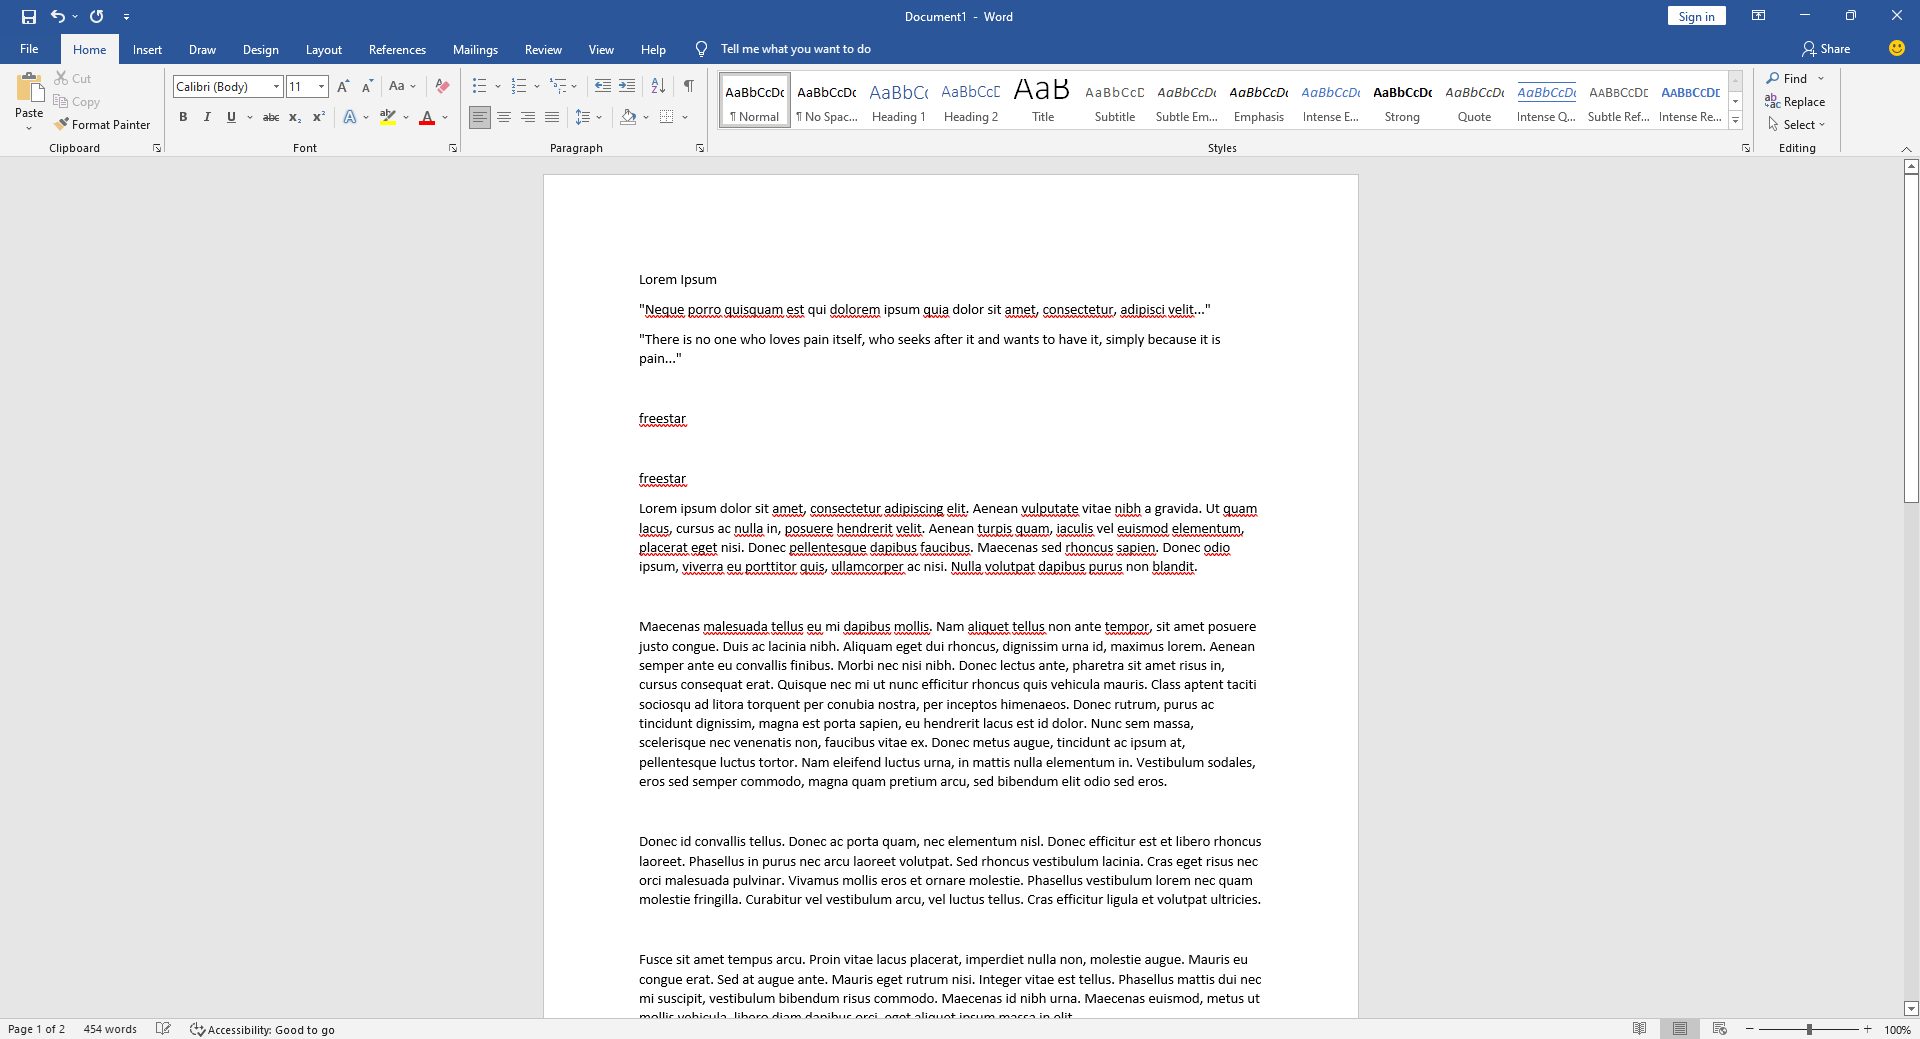 Document1 - Word
Sign in
File Home Insert Draw Design Layout References Mailings Review View Help Tell me what you want to do Share
Paste
Cut
Copy
Format Painter
Clipboard
Calibri (Body) 11
Font
Paragraph
AaBbCcDc AaBbCcDc AaBbCc AaBbCcD AaB AaBbCcD AaBbCcDc AaBbCcDc AaBbCcDc AaBbCcDc AaBbCcDc AaBbCcDc AABBCCDD AABBCCDD
¶ Normal ¶ No Spac... Heading 1 Heading 2 Title Subtitle Subtle Em... Emphasis Intense E... Strong Quote Intense Q... Subtle Ref... Intense Re...
Styles
Find
Replace
Select
Editing
Lorem Ipsum
"Neque porro quisquam est qui dolorem ipsum quia dolor sit amet, consectetur, adipisci velit..."
"There is no one who loves pain itself, who seeks after it and wants to have it, simply because it is
pain..."
freestar
freestar
Lorem ipsum dolor sit amet, consectetur adipiscing elit. Aenean vulputate vitae nibh a gravida. Ut quam
lacus, cursus ac nulla in, posuere hendrerit velit. Aenean turpis quam, iaculis vel euismod elementum,
placerat eget nisi. Donec pellentesque dapibus faucibus. Maecenas sed rhoncus sapien. Donec odio
ipsum, viverra eu porttitor quis, ullamcorper ac nisi. Nulla volutpat dapibus purus non blandit.
Maecenas malesuada tellus eu mi dapibus mollis. Nam aliquet tellus non ante tempor, sit amet posuere
justo congue. Duis ac lacinia nibh. Aliquam eget dui rhoncus, dignissim urna id, maximus lorem. Aenean
semper ante eu convallis finibus. Morbi nec nisi nibh. Donec lectus ante, pharetra sit amet risus in,
cursus consequat erat. Quisque nec mi ut nunc efficitur rhoncus quis vehicula mauris. Class aptent taciti
sociosqu ad litora torquent per conubia nostra, per inceptos himenaeos. Donec rutrum, purus ac
tincidunt dignissim, magna est porta sapien, eu hendrerit lacus est id dolor. Nunc sem massa,
scelerisque nec venenatis non, faucibus vitae ex. Donec metus augue, tincidunt ac ipsum at,
pellentesque luctus tortor. Nam eleifend luctus urna, in mattis nulla elementum in. Vestibulum sodales,
eros sed semper commodo, magna quam pretium arcu, sed bibendum elit odio sed eros.
Donec id convallis tellus. Donec ac porta quam, nec elementum nisl. Donec efficitur est et libero rhoncus
laoreet. Phasellus in purus nec arcu laoreet volutpat. Sed rhoncus vestibulum lacinia. Cras eget risus nec
orci malesuada pulvinar. Vivamus mollis eros et ornare molestie. Phasellus vestibulum lorem nec quam
molestie fringilla. Curabitur vel vestibulum arcu, vel luctus tellus. Cras efficitur ligula et volutpat ultricies.
Fusce sit amet tempus arcu. Proin vitae lacus placerat, imperdiet nulla non, molestie augue. Mauris eu
congue erat. Sed at augue ante. Mauris eget rutrum nisi. Integer vitae est tellus. Phasellus mattis dui nec
mi suscipit, vestibulum bibendum risus commodo. Maecenas id nibh urna. Maecenas euismod, metus ut
mollis vehicula, libero diam dapibus orci, eget aliquet ipsum massa in elit.
Page 1 of 2 454 words Accessibility: Good to go 100%